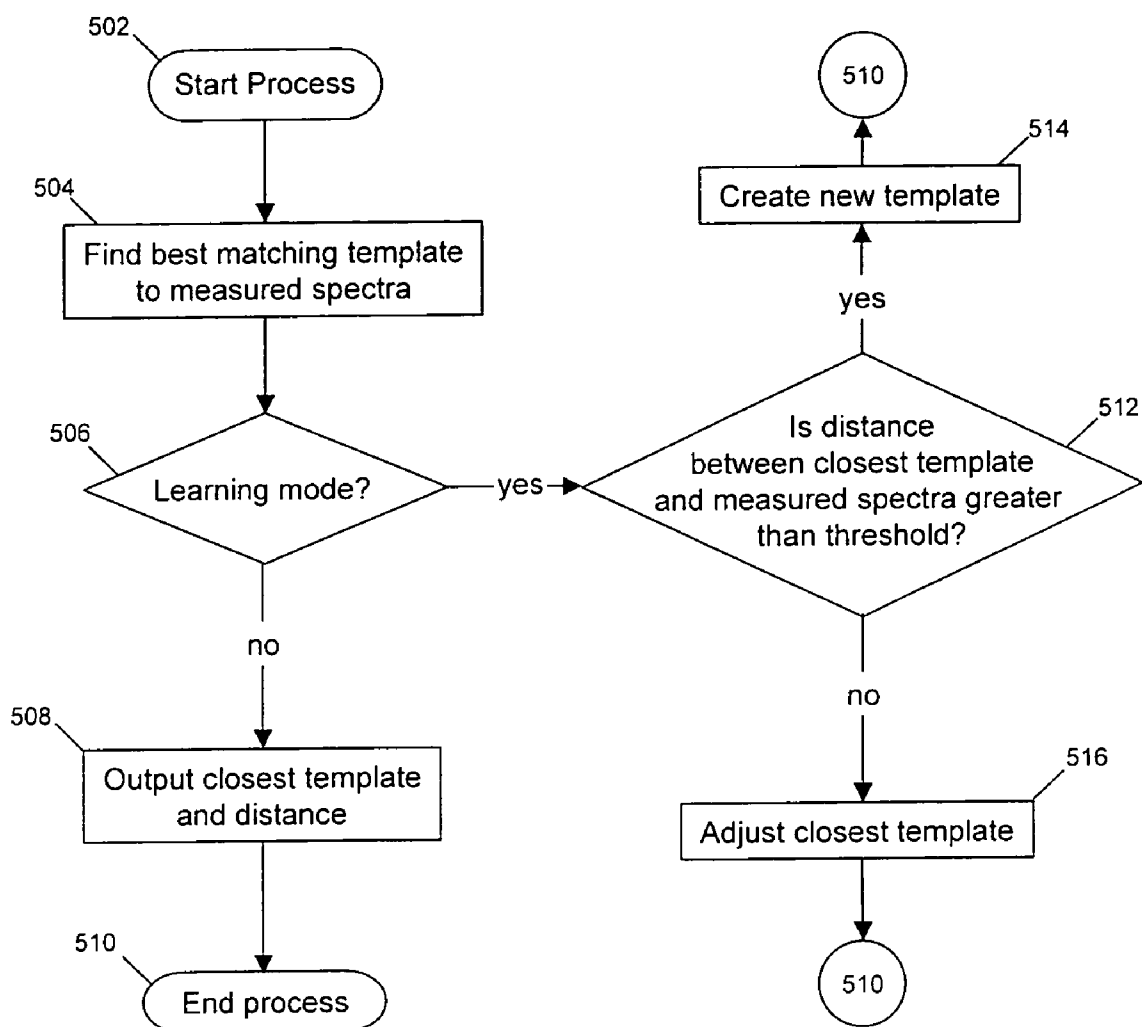 502
Start Process
504
Find best matching template
to measured spectra
506
Learning mode?
yes
no
508
Output closest template
and distance
510
End process
510
514
Create new template
yes
512
Is distance
between closest template
and measured spectra greater
than threshold?
no
516
Adjust closest template
510